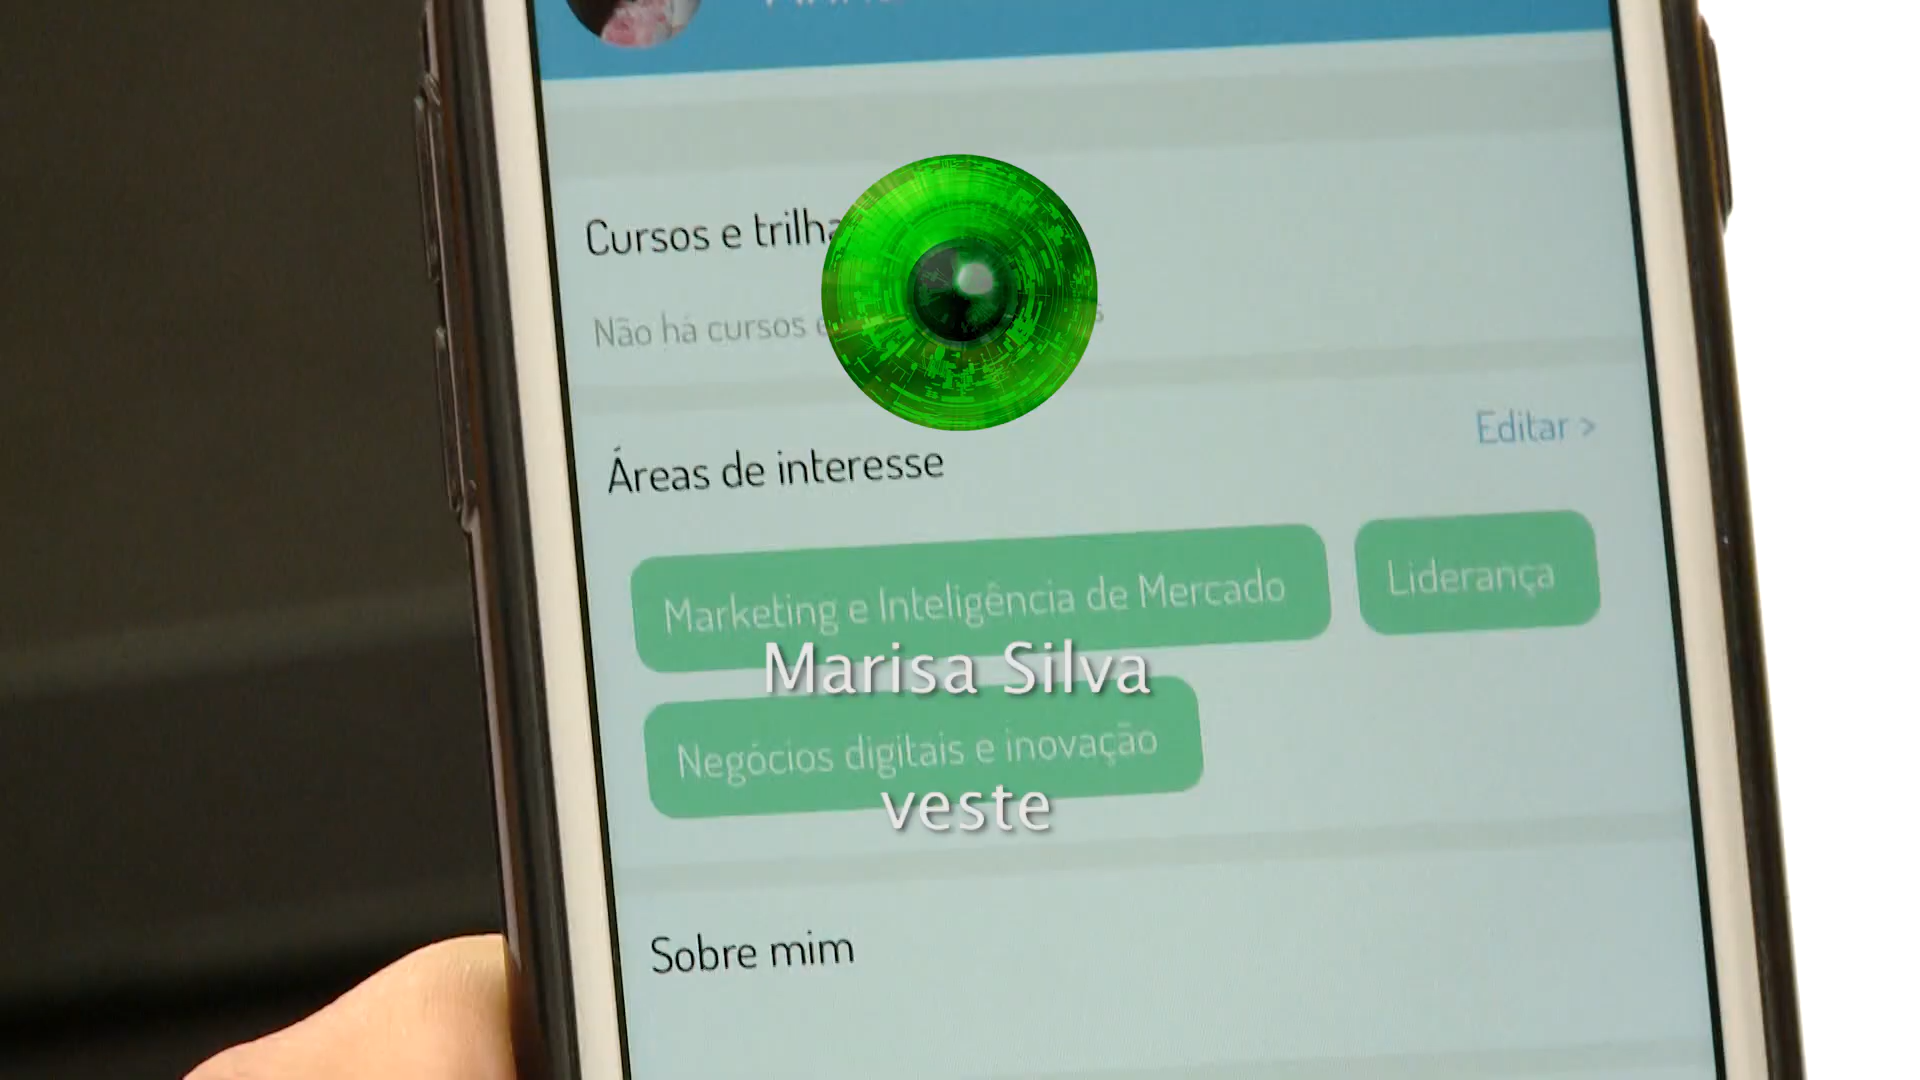 Cursos e trilha
Não há cursos
Editar >
Áreas de interesse
Marketing e Inteligência de Mercado
Liderança
Marisa Silva
Negócios digitais e inovação
veste
Sobre mim